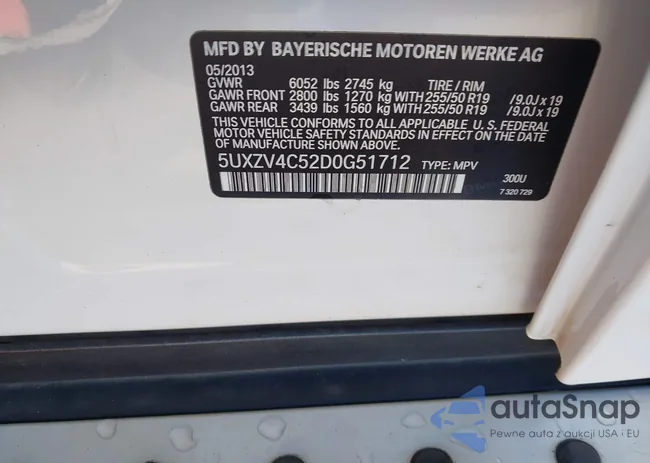 MFD BY BAYERISCHE MOTOREN WERKE AG
05/2013
GVWR 6052 lbs 2745 kg TIRE / RIM
GAWR FRONT 2800 lbs 1270 kg WITH 255/50 R19 /9.0J x 19
GAWR REAR 3439 lbs 1560 kg WITH 255/50 R19 /9.0J x 19
THIS VEHICLE CONFORMS TO ALL APPLICABLE U.S. FEDERAL
MOTOR VEHICLE SAFETY STANDARDS IN EFFECT ON THE DATE
OF MANUFACTURE SHOWN ABOVE.
5UXZV4C52D0G51712 TYPE: MPV
300U
7 320 729
autaSnap
Pewne auta z aukcji USA i EU